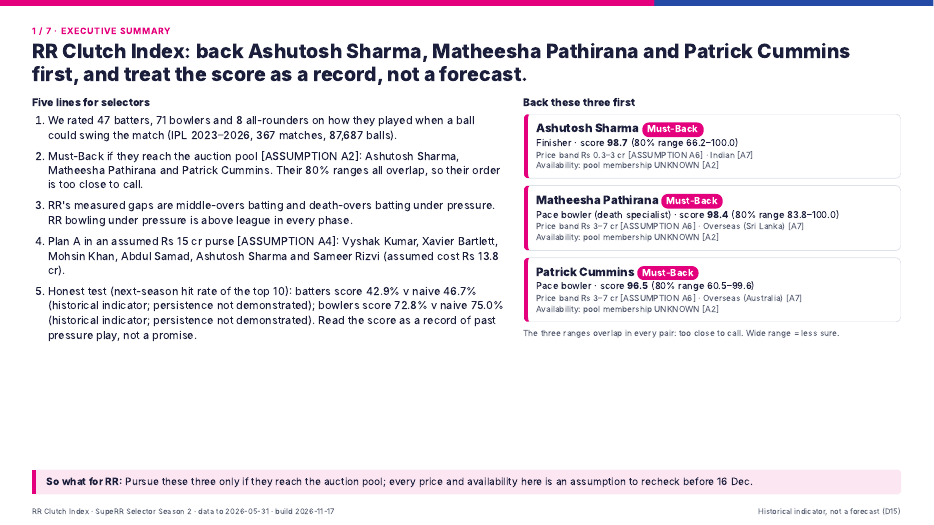 1 / 7 · EXECUTIVE SUMMARY
RR Clutch Index: back Ashutosh Sharma, Matheesha Pathirana and Patrick Cummins
first, and treat the score as a record, not a forecast.
Five lines for selectors
1. We rated 47 batters, 71 bowlers and 8 all-rounders on how they played when a ball
could swing the match (IPL 2023–2026, 367 matches, 87,687 balls).
2. Must-Back if they reach the auction pool [ASSUMPTION A2]: Ashutosh Sharma,
Matheesha Pathirana and Patrick Cummins. Their 80% ranges all overlap, so their order
is too close to call.
3. RR's measured gaps are middle-overs batting and death-overs batting under pressure.
RR bowling under pressure is above league in every phase.
4. Plan A in an assumed Rs 15 cr purse [ASSUMPTION A4]: Vyshak Kumar, Xavier Bartlett,
Mohsin Khan, Abdul Samad, Ashutosh Sharma and Sameer Rizvi (assumed cost Rs 13.8
cr).
5. Honest test (next-season hit rate of the top 10): batters score 42.9% v naive 46.7%
(historical indicator; persistence not demonstrated); bowlers score 72.8% v naive 75.0%
(historical indicator; persistence not demonstrated). Read the score as a record of past
pressure play, not a promise.
Back these three first
Ashutosh Sharma Must-Back
Finisher · score 98.7 (80% range 66.2–100.0)
Price band Rs 0.3–3 cr [ASSUMPTION A6] · Indian [A7]
Availability: pool membership UNKNOWN [A2]
Matheesha Pathirana Must-Back
Pace bowler (death specialist) · score 98.4 (80% range 83.8–100.0)
Price band Rs 3–7 cr [ASSUMPTION A6] · Overseas (Sri Lanka) [A7]
Availability: pool membership UNKNOWN [A2]
Patrick Cummins Must-Back
Pace bowler · score 96.5 (80% range 60.5–99.6)
Price band Rs 3–7 cr [ASSUMPTION A6] · Overseas (Australia) [A7]
Availability: pool membership UNKNOWN [A2]
The three ranges overlap in every pair: too close to call. Wide range = less sure.
So what for RR: Pursue these three only if they reach the auction pool; every price and availability here is an assumption to recheck before 16 Dec.
RR Clutch Index · SupeRR Selector Season 2 · data to 2026-05-31 · build 2026-11-17
Historical indicator, not a forecast (D15)